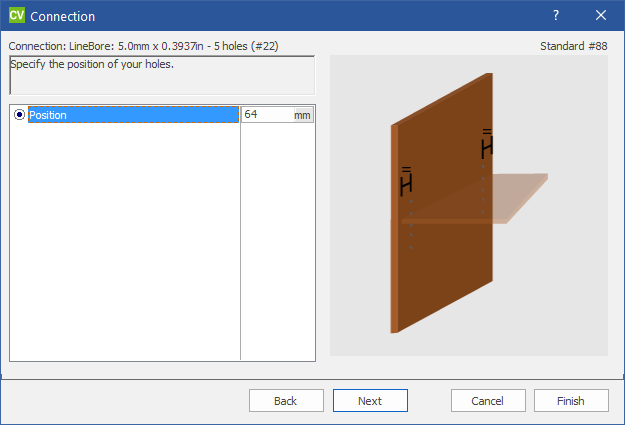 CV Connection ?
Connection: LineBore: 5.0mm x 0.3937in - 5 holes (#22) Standard #88
Specify the position of your holes.
Position 64 mm
H
H
Back Next Cancel Finish